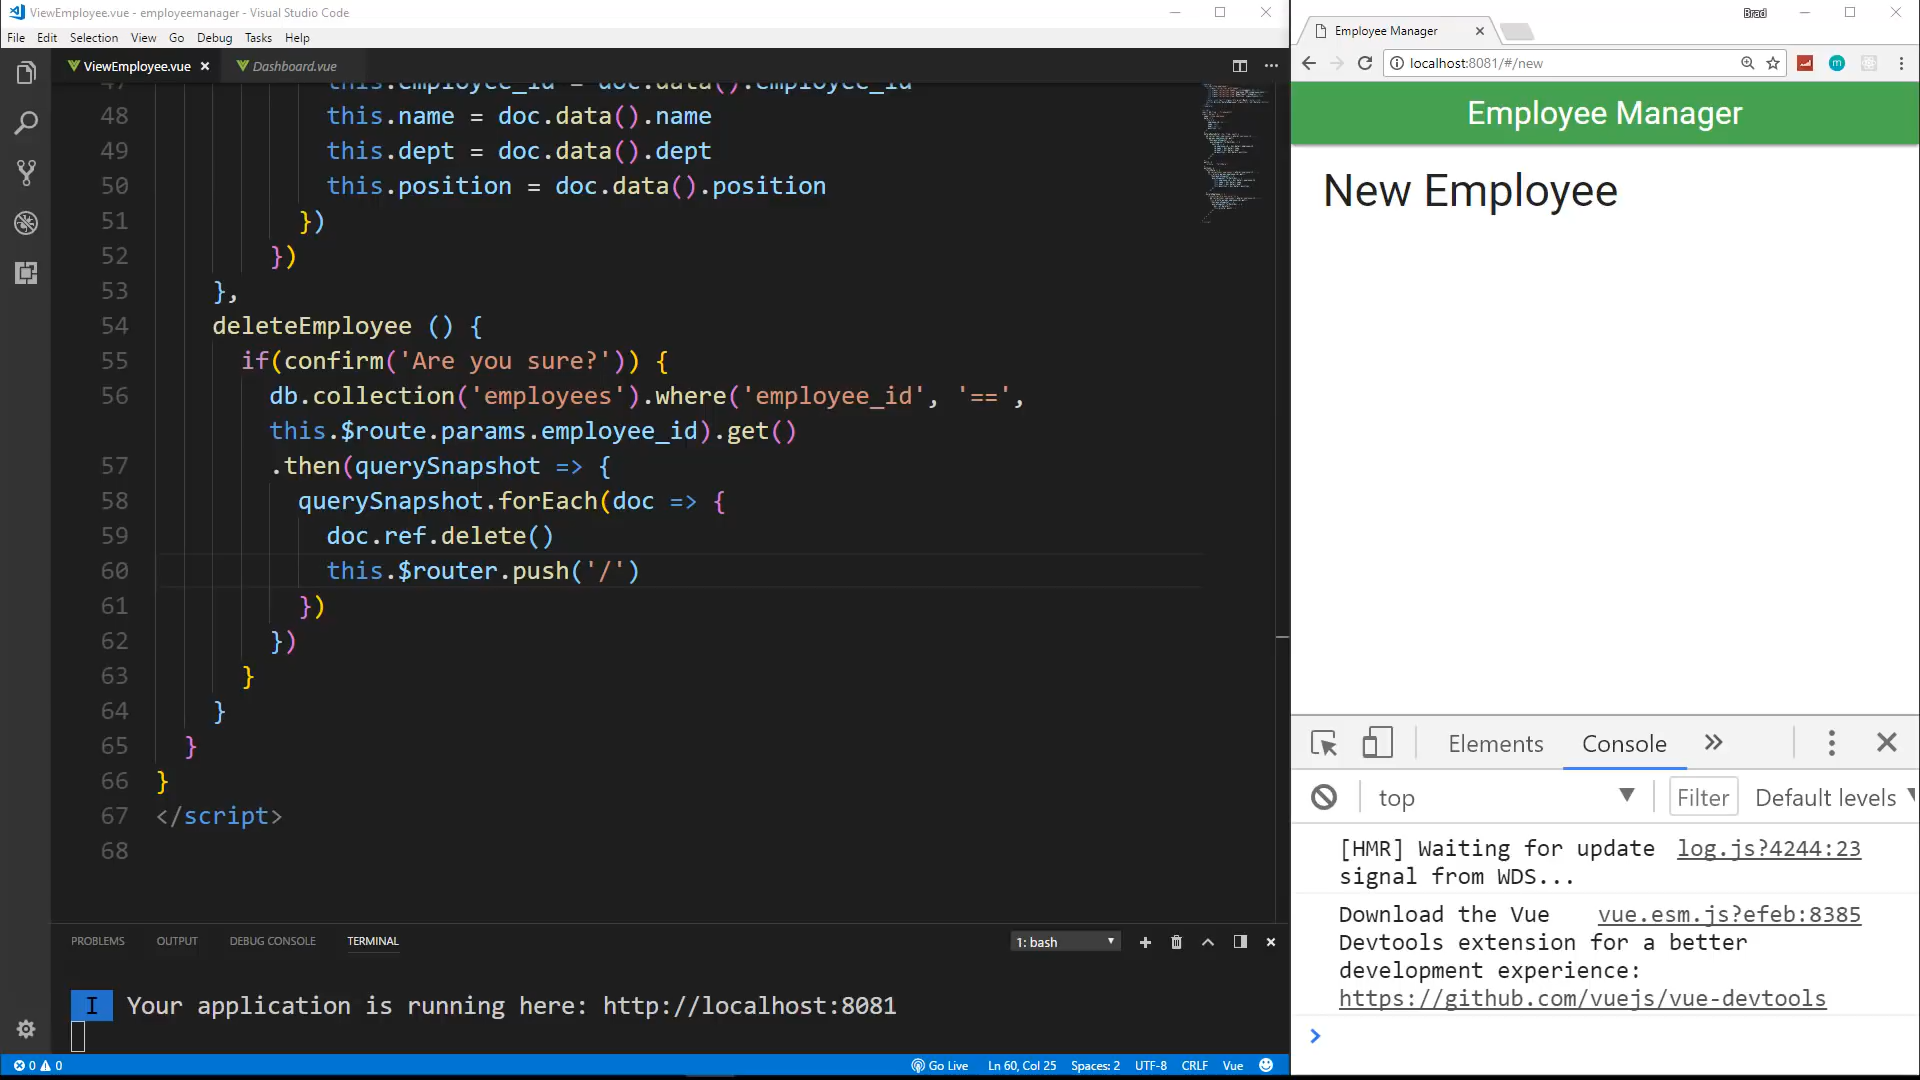 ViewEmployee.vue - employeemanager - Visual Studio Code
File Edit Selection View Go Debug Tasks Help
ViewEmployee.vue
Dashboard.vue
47 this.employee_id = doc.data().employee_id
48 this.name = doc.data().name
49 this.dept = doc.data().dept
50 this.position = doc.data().position
51 })
52 })
53 },
54 deleteEmployee () {
55 if(confirm('Are you sure?')) {
56 db.collection('employees').where('employee_id', '==',
this.$route.params.employee_id).get()
57 .then(querySnapshot => {
58 querySnapshot.forEach(doc => {
59 doc.ref.delete()
60 this.$router.push('/')
61 })
62 })
63 }
64 }
65 }
66 }
67 </script>
68
PROBLEMS OUTPUT DEBUG CONSOLE TERMINAL
1: bash
I Your application is running here: http://localhost:8081
0 0
Go Live Ln 60, Col 25 Spaces: 2 UTF-8 CRLF Vue
Brad
Employee Manager
localhost:8081/#/new
Employee Manager
New Employee
Elements Console
top Filter Default levels
[HMR] Waiting for update log.js?4244:23
signal from WDS...
Download the Vue vue.esm.js?efeb:8385
Devtools extension for a better
development experience:
https://github.com/vuejs/vue-devtools